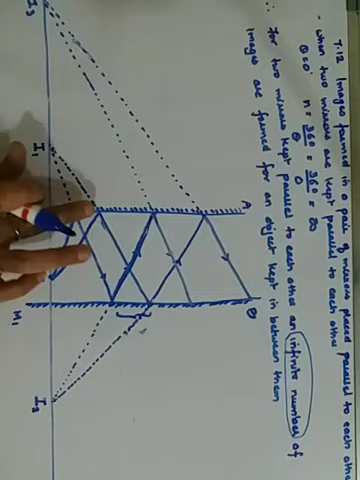 7.12 Images formed in a pair of mirrors placed parallel to each other
- when two mirrors are kept parallel to each other
θ=0° n = 360/θ = 360/0 = ∞
∴ For two mirrors kept parallel to each other an infinite number of
images are formed for an object kept in between them
I3
I1
A
B
M1
I2